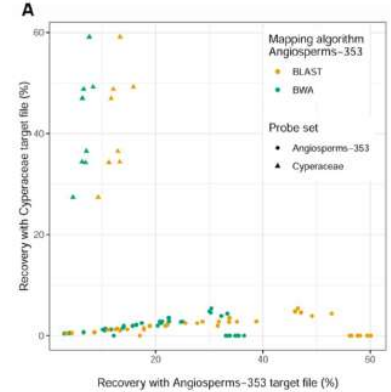 A
Mapping algorithm
Angiosperms−353
BLAST
BWA
Probe set
Angiosperms−353
Cyperaceae
Recovery with Cyperaceae target file (%)
60
40
20
0
20
40
50
Recovery with Angiosperms−353 target file (%)